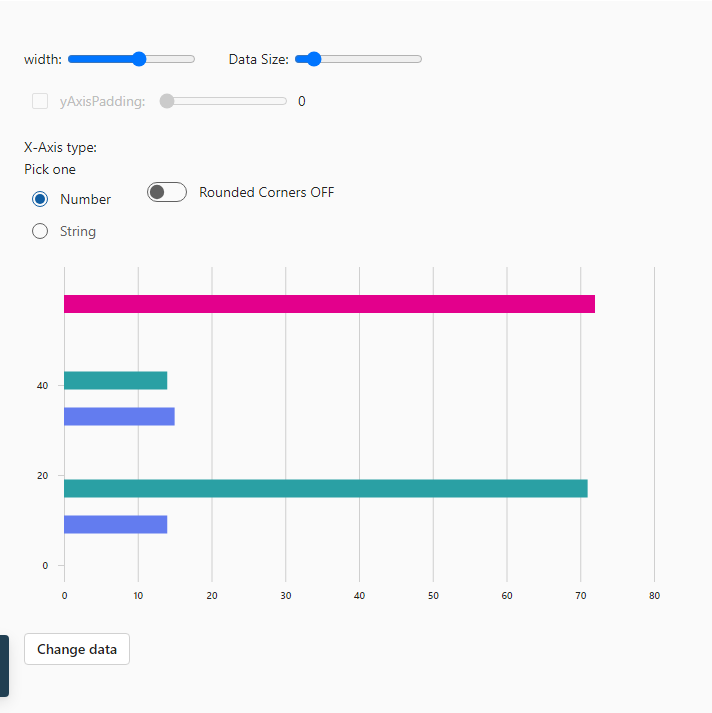 width: Data Size:
yAxisPadding: 0
X-Axis type:
Pick one
Number
Rounded Corners OFF
String
40
20
0
0 10 20 30 40 50 60 70 80
Change data